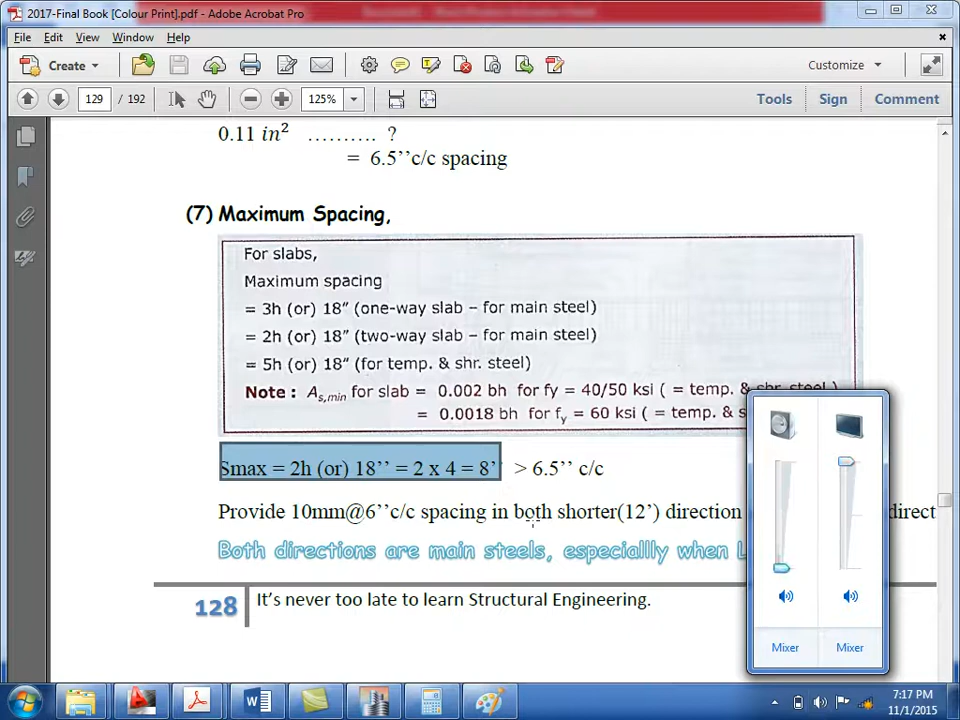 2017-Final Book [Colour Print].pdf - Adobe Acrobat Pro
File Edit View Window Help
Create
Customize
129 / 192
125%
Tools Sign Comment
0.11 in² .......... ?
= 6.5’’c/c spacing
(7) Maximum Spacing,
For slabs,
Maximum spacing
= 3h (or) 18″ (one-way slab – for main steel)
= 2h (or) 18″ (two-way slab – for main steel)
= 5h (or) 18″ (for temp. & shr. steel)
Note : As,min for slab = 0.002 bh for fy = 40/50 ksi ( = temp. & shr. steel )
= 0.0018 bh for fy = 60 ksi ( = temp. & s
Smax = 2h (or) 18’’ = 2 x 4 = 8’’ > 6.5’’ c/c
Provide 10mm@6’’c/c spacing in both shorter(12’) direction direct
Both directions are main steels, especiallly when L
128 It’s never too late to learn Structural Engineering.
Mixer Mixer
7:17 PM
11/1/2015